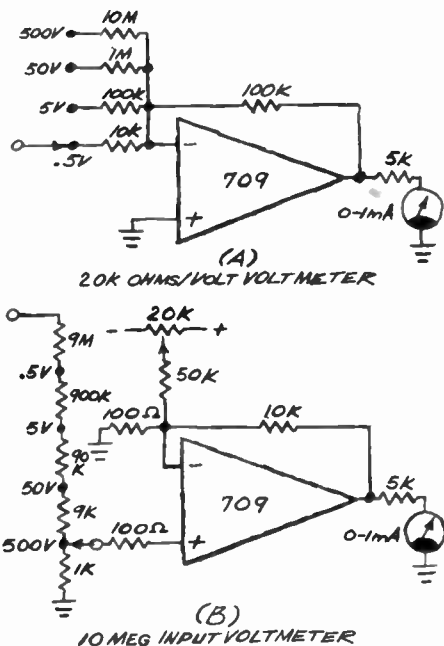 500V 10M
50V 1M
5V 100K 100K
.5V 10K
- 709 5K
+ 0-1mA
(A)
20K OHMS/VOLT VOLTMETER
- 20K +
9M
.5V 50K
900K 100Ω 10K
5V
90K - 5K
50V 709
9K 100Ω
500V + 0-1mA
1K
(B)
10 MEG INPUT VOLTMETER